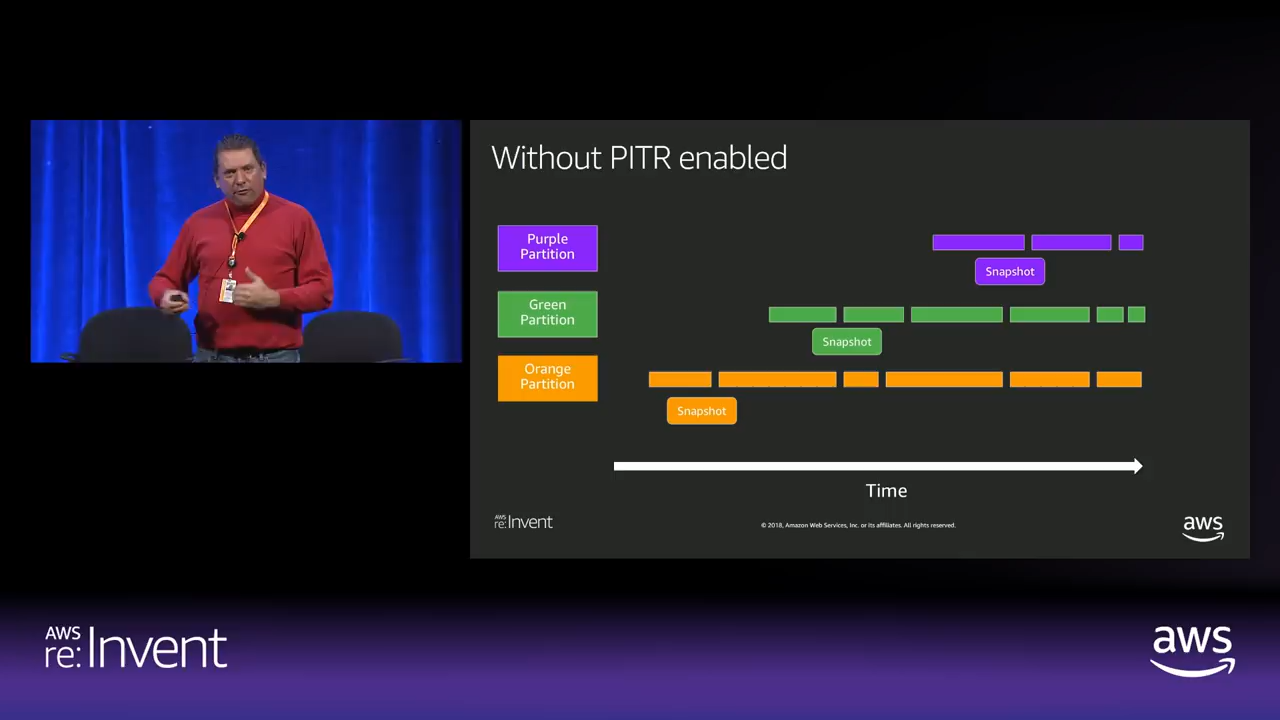 Without PITR enabled
Purple
Partition
Snapshot
Green
Partition
Snapshot
Orange
Partition
Snapshot
Time
AWS
re:Invent
© 2018, Amazon Web Services, Inc. or its affiliates. All rights reserved.
aws
AWS
re:Invent
aws